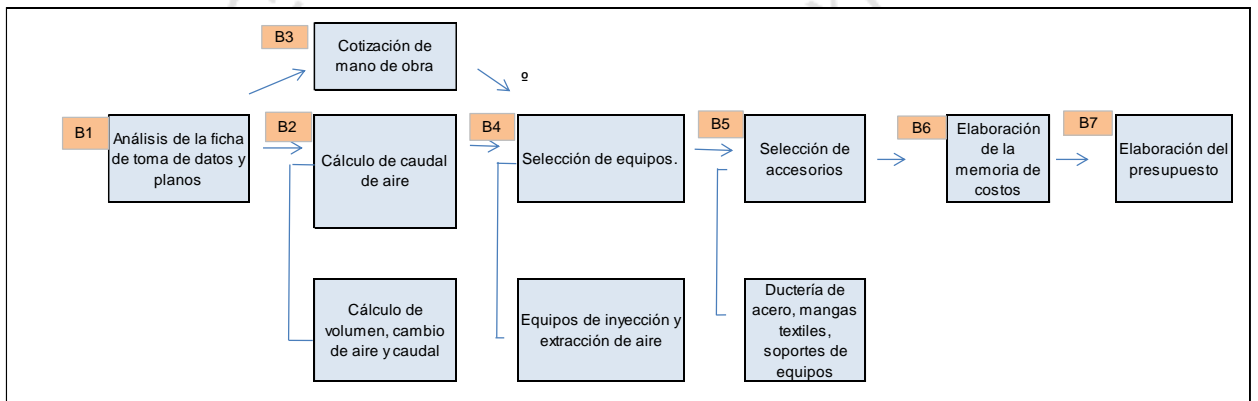 B3
Cotización de
mano de obra
º
B1
Análisis de la ficha
de toma de datos y
planos
B2
Cálculo de caudal
de aire
B4
Selección de equipos.
B5
Selección de
accesorios
B6
Elaboración
de la
memoria de
costos
B7
Elaboración del
presupuesto
Cálculo de
volumen, cambio
de aire y caudal
Equipos de inyección y
extracción de aire
Ductería de
acero, mangas
textiles,
soportes de
equipos